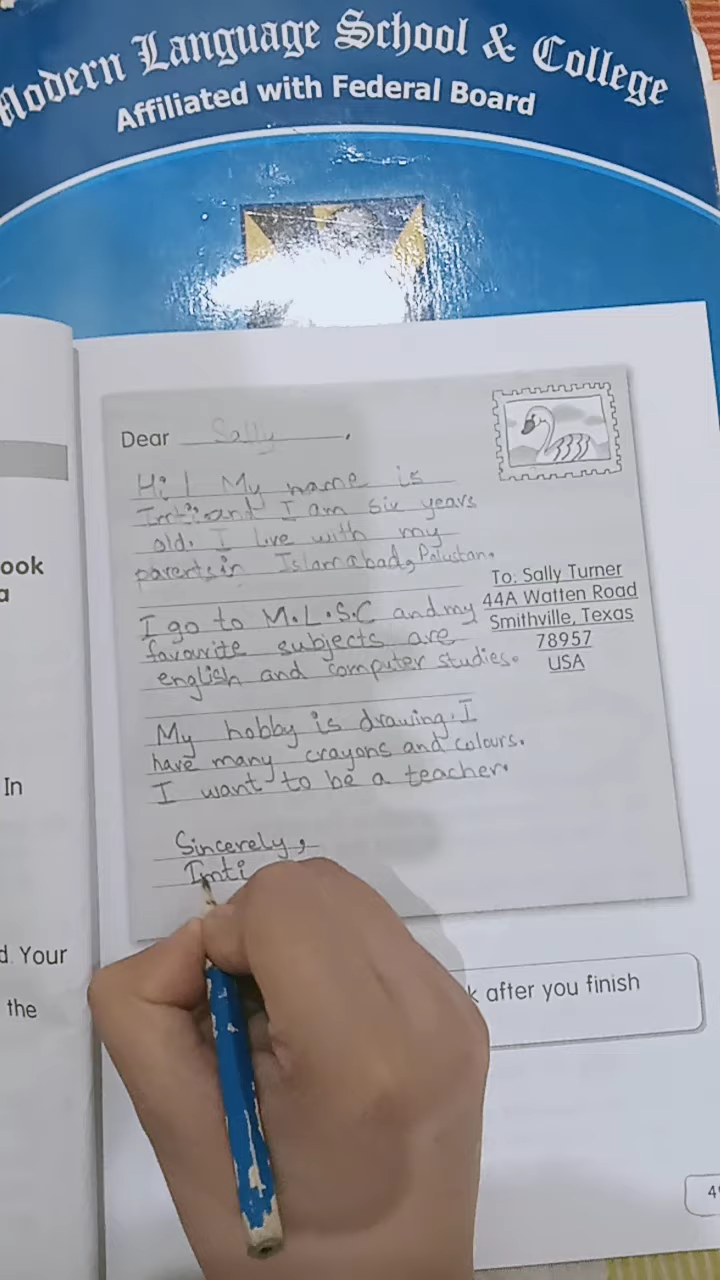 Modern Language School & College
Affiliated with Federal Board
Dear Sally,
Hi! My name is
and I am six years
old. I live with my
parents in Islamabad, Pakistan.
I go to M.L.S.C and my
favourite subjects are
english and computer studies.
My hobby is drawing. I
have many crayons and colours.
I want to be a teacher.
Sincerely,
Imti
To: Sally Turner
44A Watten Road
Smithville, Texas
78957
USA
ook
a
In
d. Your
the
k after you finish